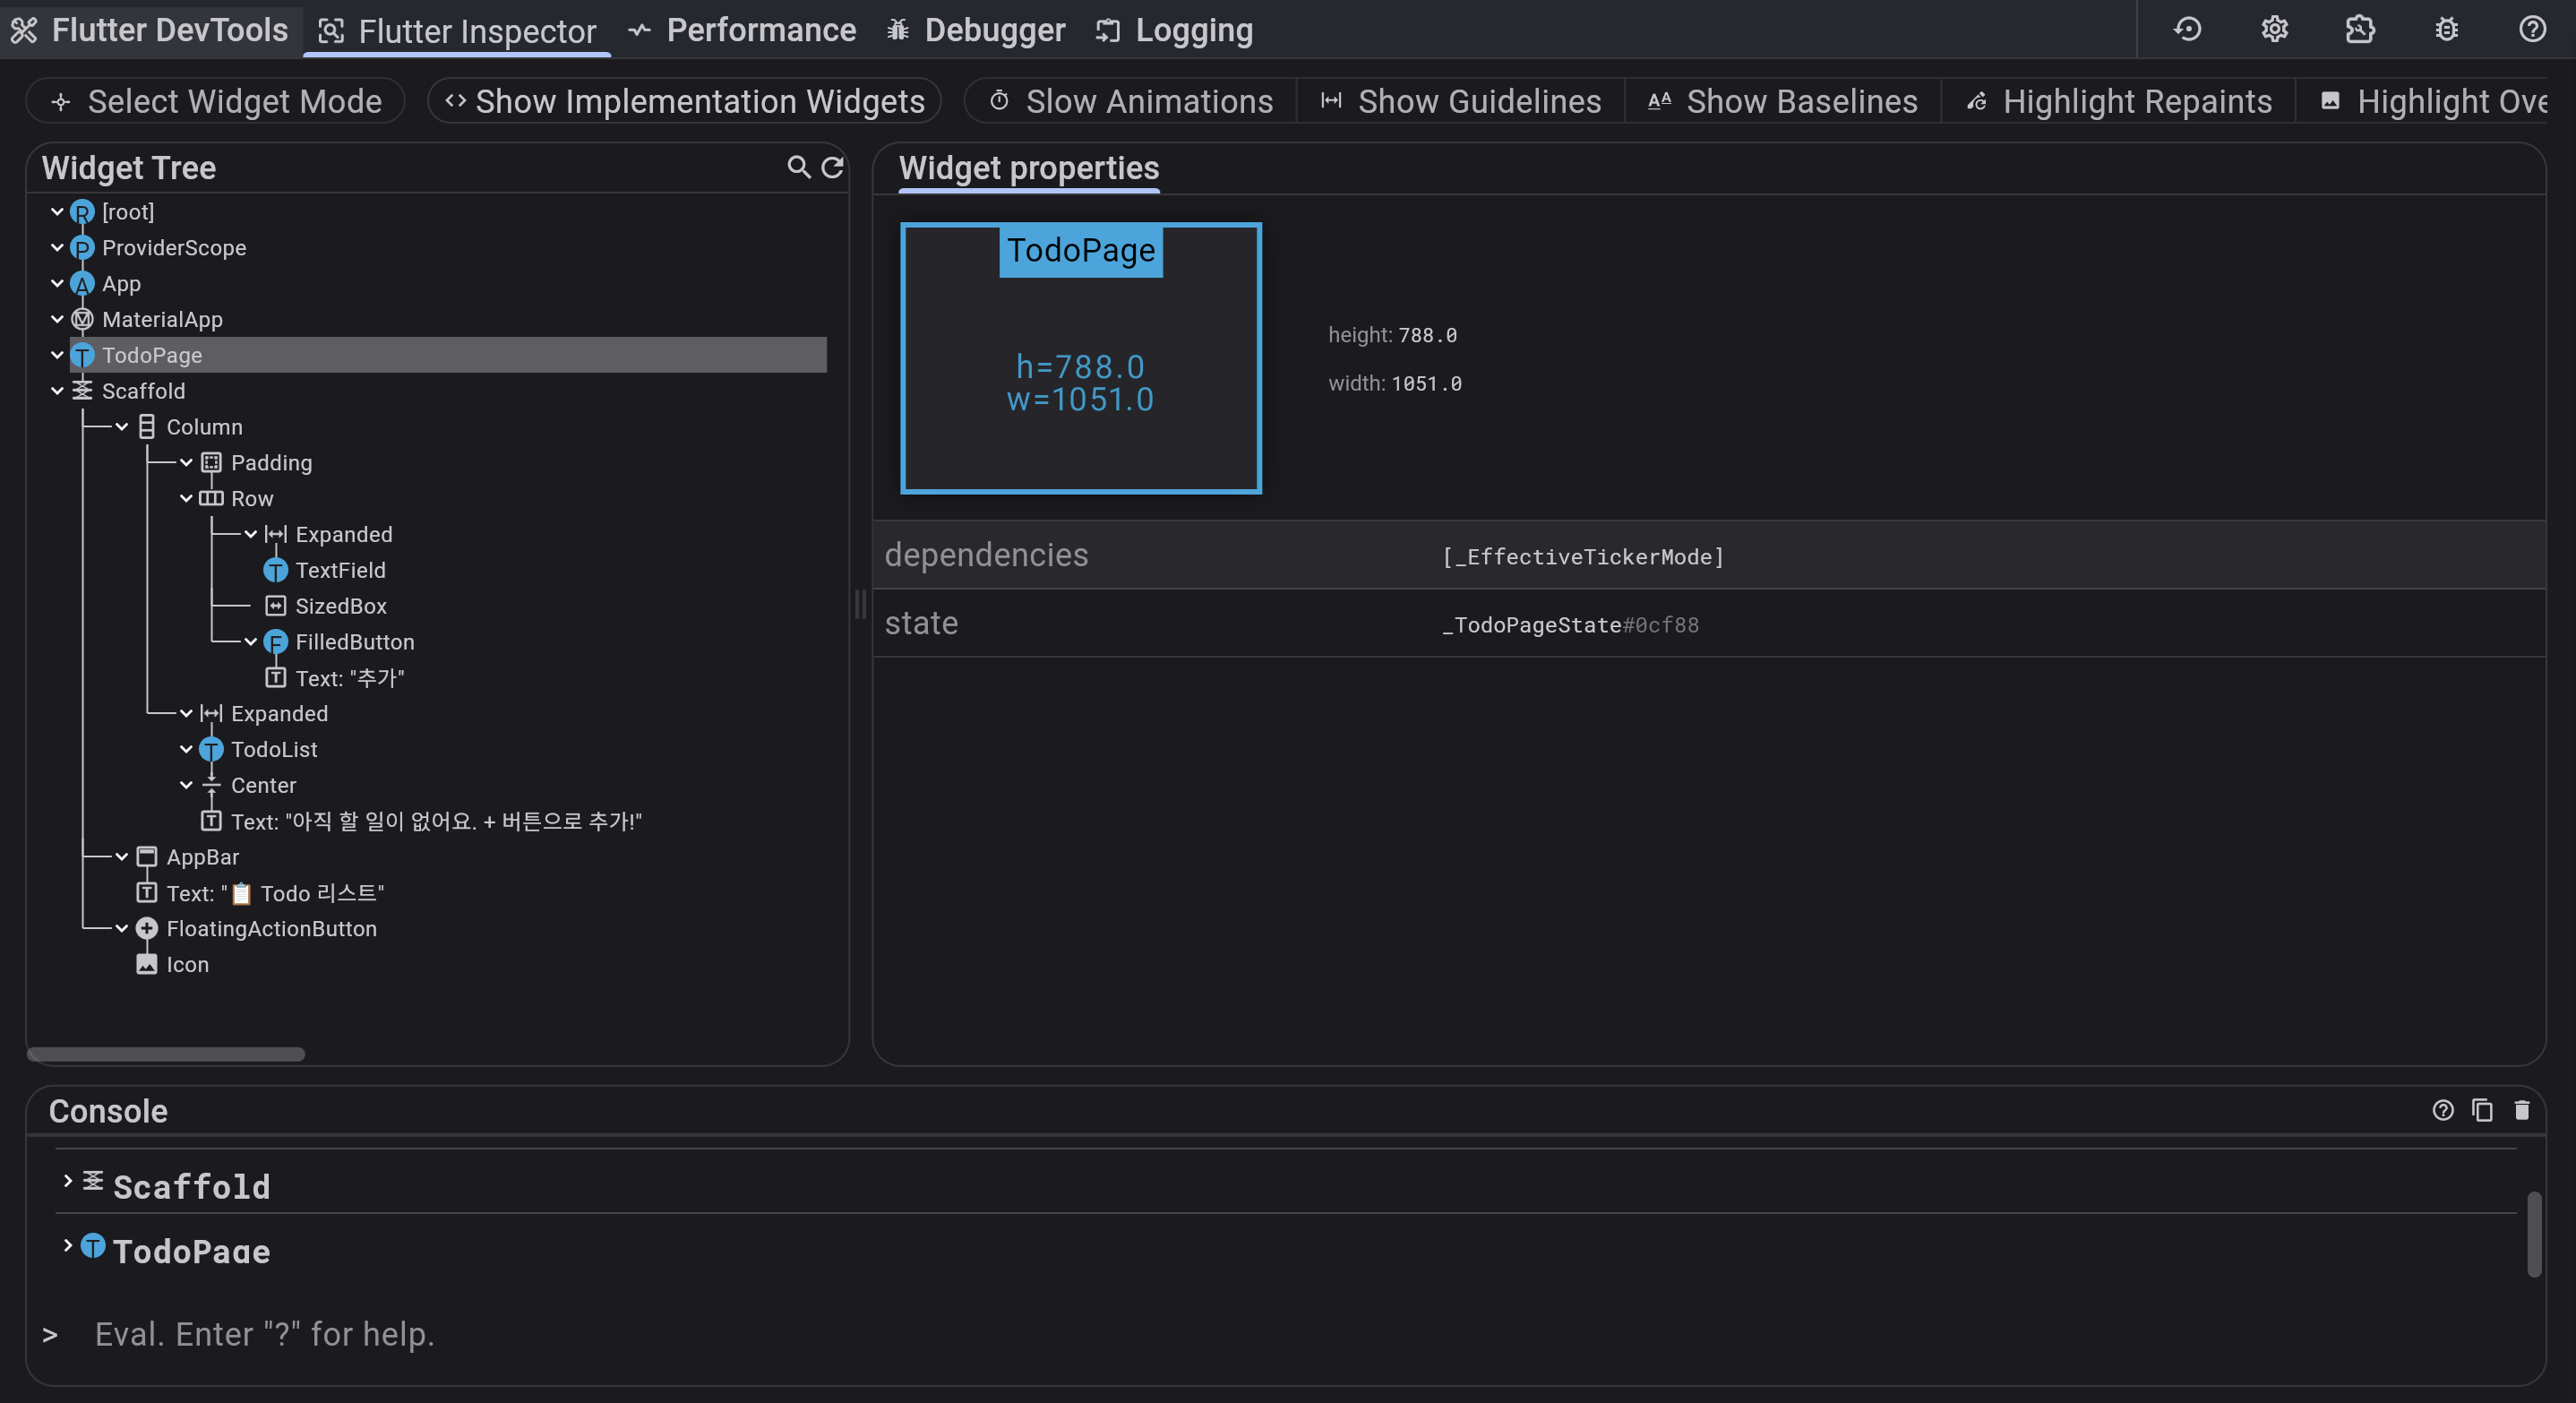 Flutter DevTools Flutter Inspector Performance Debugger Logging
Select Widget Mode Show Implementation Widgets Slow Animations Show Guidelines Show Baselines Highlight Repaints Highlight Ove
Widget Tree
[root]
ProviderScope
App
MaterialApp
TodoPage
Scaffold
Column
Padding
Row
Expanded
TextField
SizedBox
FilledButton
Text: "추가"
Expanded
TodoList
Center
Text: "아직 할 일이 없어요. + 버튼으로 추가!"
AppBar
Text: "📋 Todo 리스트"
FloatingActionButton
Icon
Widget properties
TodoPage
h=788.0
w=1051.0
height: 788.0
width: 1051.0
dependencies [_EffectiveTickerMode]
state _TodoPageState#0cf88
Console
Scaffold
TodoPage
> Eval. Enter "?" for help.